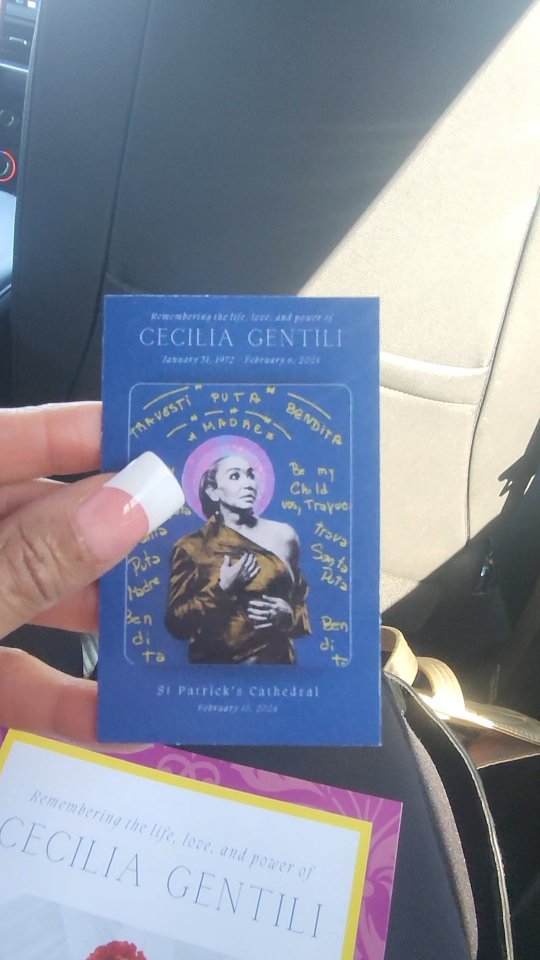 Remembering the life, love, and power of
CECILIA GENTILI
January 31, 1972 February 6, 2024
TRAVESTI PUTA BENDITA
MADRE
Be my
Child
vos, Trayue
trava
Santa
Puta
Ben
di
ta
Puta
Madre
Ben
di
ta
St Patrick's Cathedral
February 15, 2024
Remembering the life, love, and power of
CECILIA GENTILI